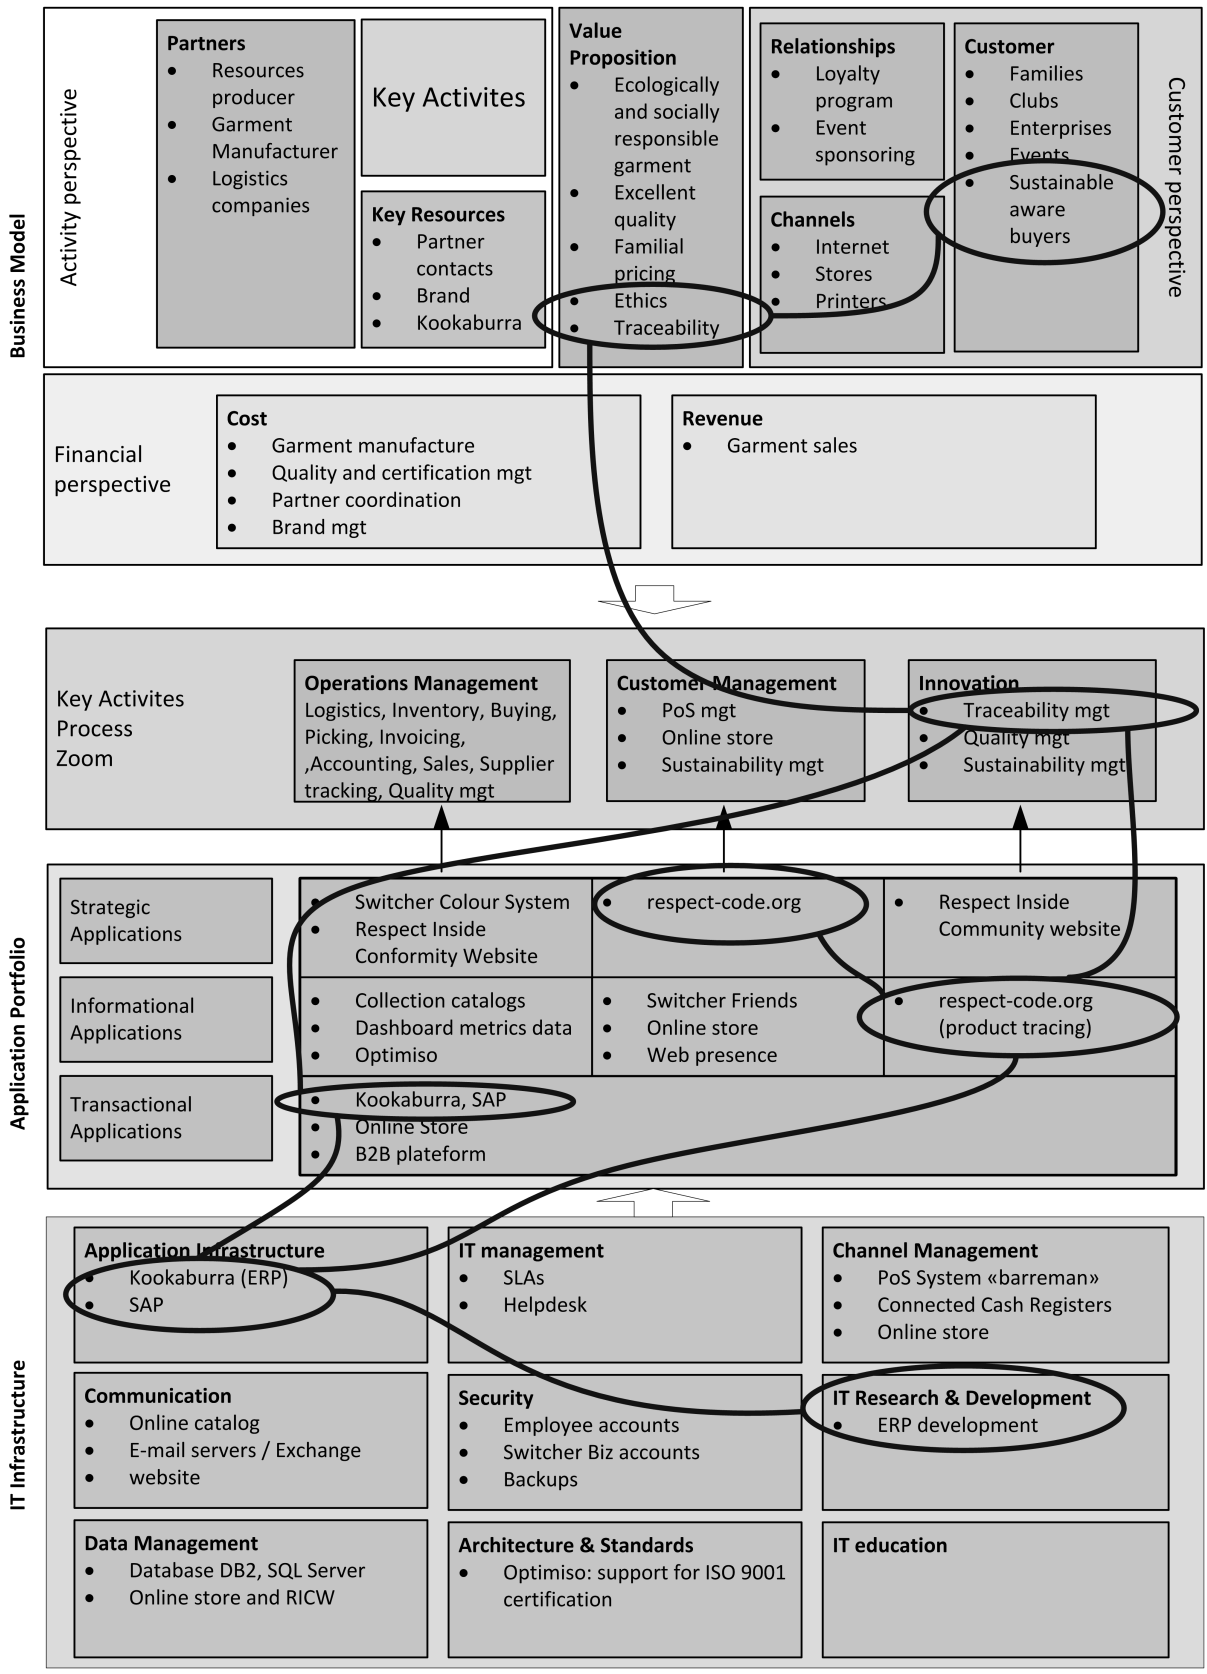 Business Model
Activity perspective
Partners
• Resources
producer
• Garment
Manufacturer
• Logistics
companies
Key Activites
Key Resources
• Partner
contacts
• Brand
• Kookaburra
Value
Proposition
• Ecologically
and socially
responsible
garment
• Excellent
quality
• Familial
pricing
• Ethics
• Traceability
Relationships
• Loyalty
program
• Event
sponsoring
Channels
• Internet
• Stores
• Printers
Customer
• Families
• Clubs
• Enterprises
• Events
• Sustainable
aware
buyers
Customer perspective
Financial
perspective
Cost
• Garment manufacture
• Quality and certification mgt
• Partner coordination
• Brand mgt
Revenue
• Garment sales
Key Activites
Process
Zoom
Operations Management
Logistics, Inventory, Buying,
Picking, Invoicing,
,Accounting, Sales, Supplier
tracking, Quality mgt
Customer Management
• PoS mgt
• Online store
• Sustainability mgt
Innovation
• Traceability mgt
• Quality mgt
• Sustainability mgt
Application Portfolio
Strategic
Applications
• Switcher Colour System
• Respect Inside
Conformity Website
• respect-code.org
• Respect Inside
Community website
Informational
Applications
• Collection catalogs
• Dashboard metrics data
• Optimiso
• Switcher Friends
• Online store
• Web presence
• respect-code.org
(product tracing)
Transactional
Applications
• Kookaburra, SAP
• Online Store
• B2B plateform
IT Infrastructure
Application Infrastructure
• Kookaburra (ERP)
• SAP
IT management
• SLAs
• Helpdesk
Channel Management
• PoS System «barreman»
• Connected Cash Registers
• Online store
Communication
• Online catalog
• E-mail servers / Exchange
• website
Security
• Employee accounts
• Switcher Biz accounts
• Backups
IT Research & Development
• ERP development
Data Management
• Database DB2, SQL Server
• Online store and RICW
Architecture & Standards
• Optimiso: support for ISO 9001
certification
IT education